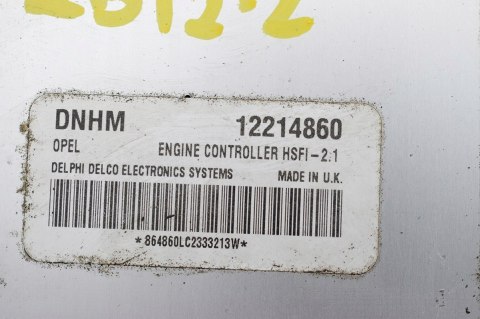 DNHM 12214860
OPEL ENGINE CONTROLLER HSFI-2.1
DELPHI DELCO ELECTRONICS SYSTEMS MADE IN U.K.
*864860LC2333213W*